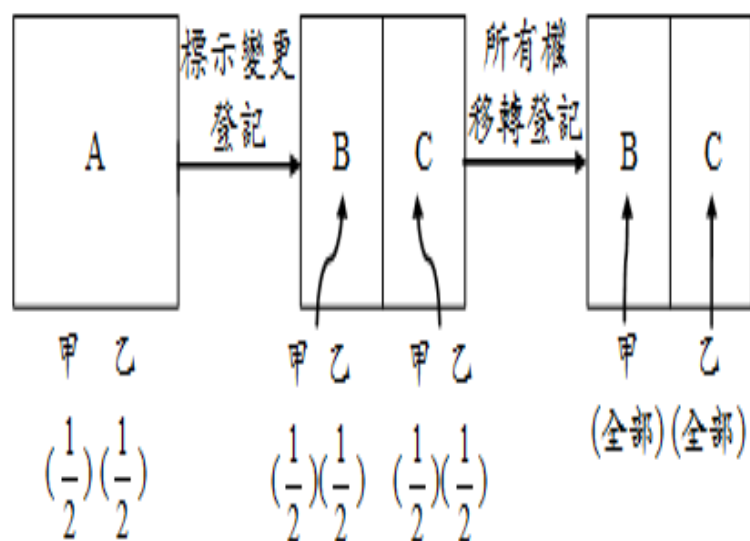 標示變更
登記
所有權
移轉登記
A
B
C
B
C
甲 乙
甲 乙
甲 乙
甲
乙
(全部)(全部)
(1/2)(1/2)
(1/2)(1/2)
(1/2)(1/2)